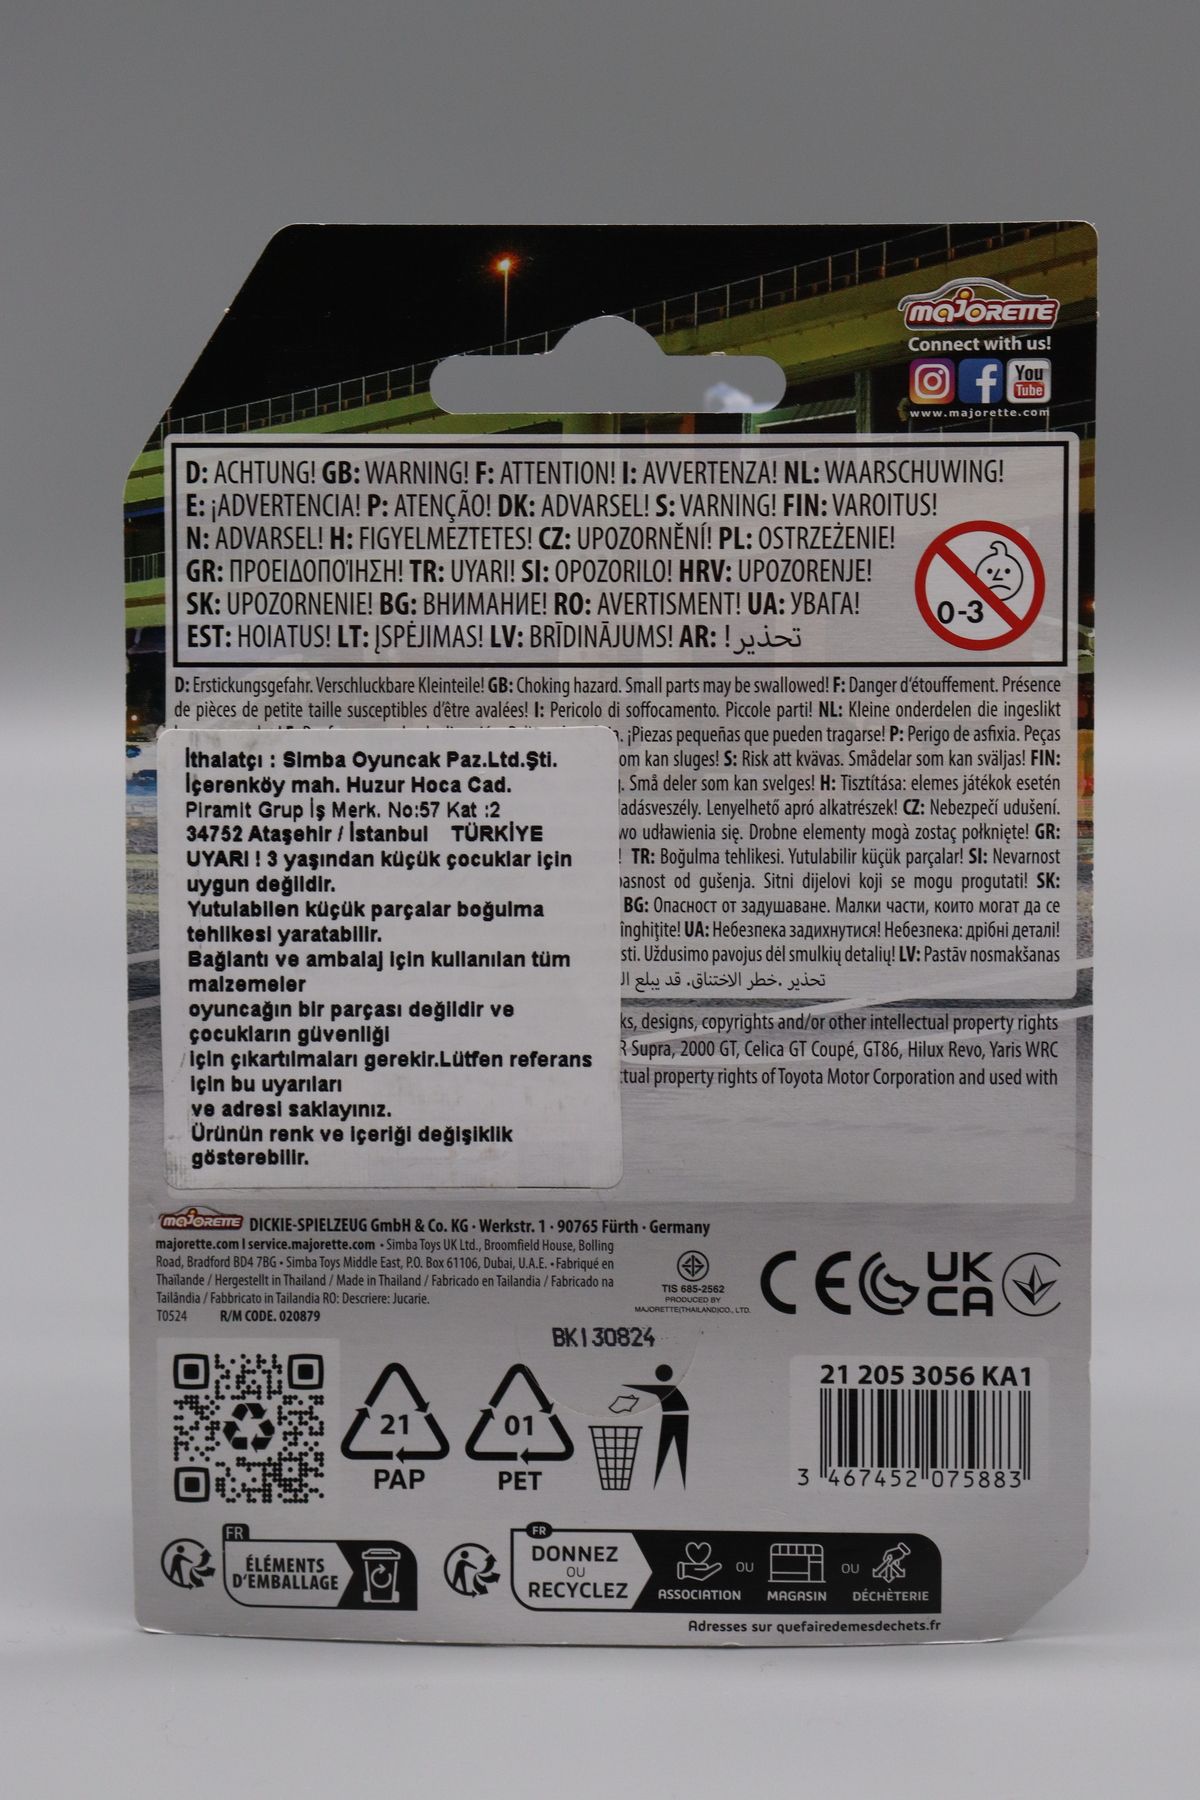 MAJORETTE
Connect with us!
You
Tube
www.majorette.com
D: ACHTUNG! GB: WARNING! F: ATTENTION! I: AVVERTENZA! NL: WAARSCHUWING!
E: ¡ADVERTENCIA! P: ATENÇÃO! DK: ADVARSEL! S: VARNING! FIN: VAROITUS!
N: ADVARSEL! H: FIGYELMEZTETES! CZ: UPOZORNĚNÍ! PL: OSTRZEŻENIE!
GR: ΠΡΟΕΙΔΟΠΟΊΗΣΗ! TR: UYARI! SI: OPOZORILO! HRV: UPOZORENJE!
SK: UPOZORNENIE! BG: ВНИМАНИЕ! RO: AVERTISMENT! UA: УВАГА!
EST: HOIATUS! LT: ĮSPĖJIMAS! LV: BRĪDINĀJUMS! AR: تحذير!
0-3
D: Erstickungsgefahr. Verschluckbare Kleinteile! GB: Choking hazard. Small parts may be swallowed! F: Danger d'étouffement. Présence
de pièces de petite taille susceptibles d'être avalées! I: Pericolo di soffocamento. Piccole parti! NL: Kleine onderdelen die ingeslikt
¡Piezas pequeñas que pueden tragarse! P: Perigo de asfixia. Peças
om kan sluges! S: Risk att kvävas. Smådelar som kan sväljas! FIN:
Små deler som kan svelges! H: Tisztítása: elemes játékok esetén
ladásveszély. Lenyelhető apró alkatrészek! CZ: Nebezpečí udušení.
wo udławienia się. Drobne elementy mogà zostaç połknięte! GR:
! TR: Boğulma tehlikesi. Yutulabilir küçük parçalar! SI: Nevarnost
pasnost od gušenja. Sitni dijelovi koji se mogu progutati! SK:
BG: Опасност от задушаване. Малки части, които могат да се
înghițite! UA: Небезпека задихнутися! Небезпека: дрібні деталі!
sti. Uždusimo pavojus dėl smulkių detalių! LV: Pastāv nosmakšanas
تحذير .خطر الاختناق. قد يبلع
ks, designs, copyrights and/or other intellectual property rights
R Supra, 2000 GT, Celica GT Coupé, GT86, Hilux Revo, Yaris WRC
ctual property rights of Toyota Motor Corporation and used with
İthalatçı : Simba Oyuncak Paz.Ltd.Şti.
İçerenköy mah. Huzur Hoca Cad.
Piramit Grup İş Merk. No:57 Kat :2
34752 Ataşehir / İstanbul TÜRKİYE
UYARI ! 3 yaşından küçük çocuklar için
uygun değildir.
Yutulabilen küçük parçalar boğulma
tehlikesi yaratabilir.
Bağlantı ve ambalaj için kullanılan tüm
malzemeler
oyuncağın bir parçası değildir ve
çocukların güvenliği
için çıkartılmaları gerekir.Lütfen referans
için bu uyarıları
ve adresi saklayınız.
Ürünün renk ve içeriği değişiklik
gösterebilir.
MAJORETTE DICKIE-SPIELZEUG GmbH & Co. KG · Werkstr. 1 · 90765 Fürth · Germany
majorette.com I service.majorette.com • Simba Toys UK Ltd., Broomfield House, Bolling
Road, Bradford BD4 7BG • Simba Toys Middle East, P.O. Box 61106, Dubai, U.A.E. • Fabriqué en
Thaïlande / Hergestellt in Thailand / Made in Thailand / Fabricado en Tailandia / Fabricado na
Tailândia / Fabbricato in Tailandia RO: Descriere: Jucarie.
T0524 R/M CODE. 020879
TIS 685-2562
PRODUCED BY
MAJORETTE(THAILAND)CO., LTD.
CE
UK
CA
BK130824
21
PAP
01
PET
21 205 3056 KA1
3 467452 075883
FR
ÉLÉMENTS
D'EMBALLAGE
FR
DONNEZ
OU
RECYCLEZ
ASSOCIATION
OU
MAGASIN
OU
DÉCHÈTERIE
Adresses sur quefairedemesdechets.fr